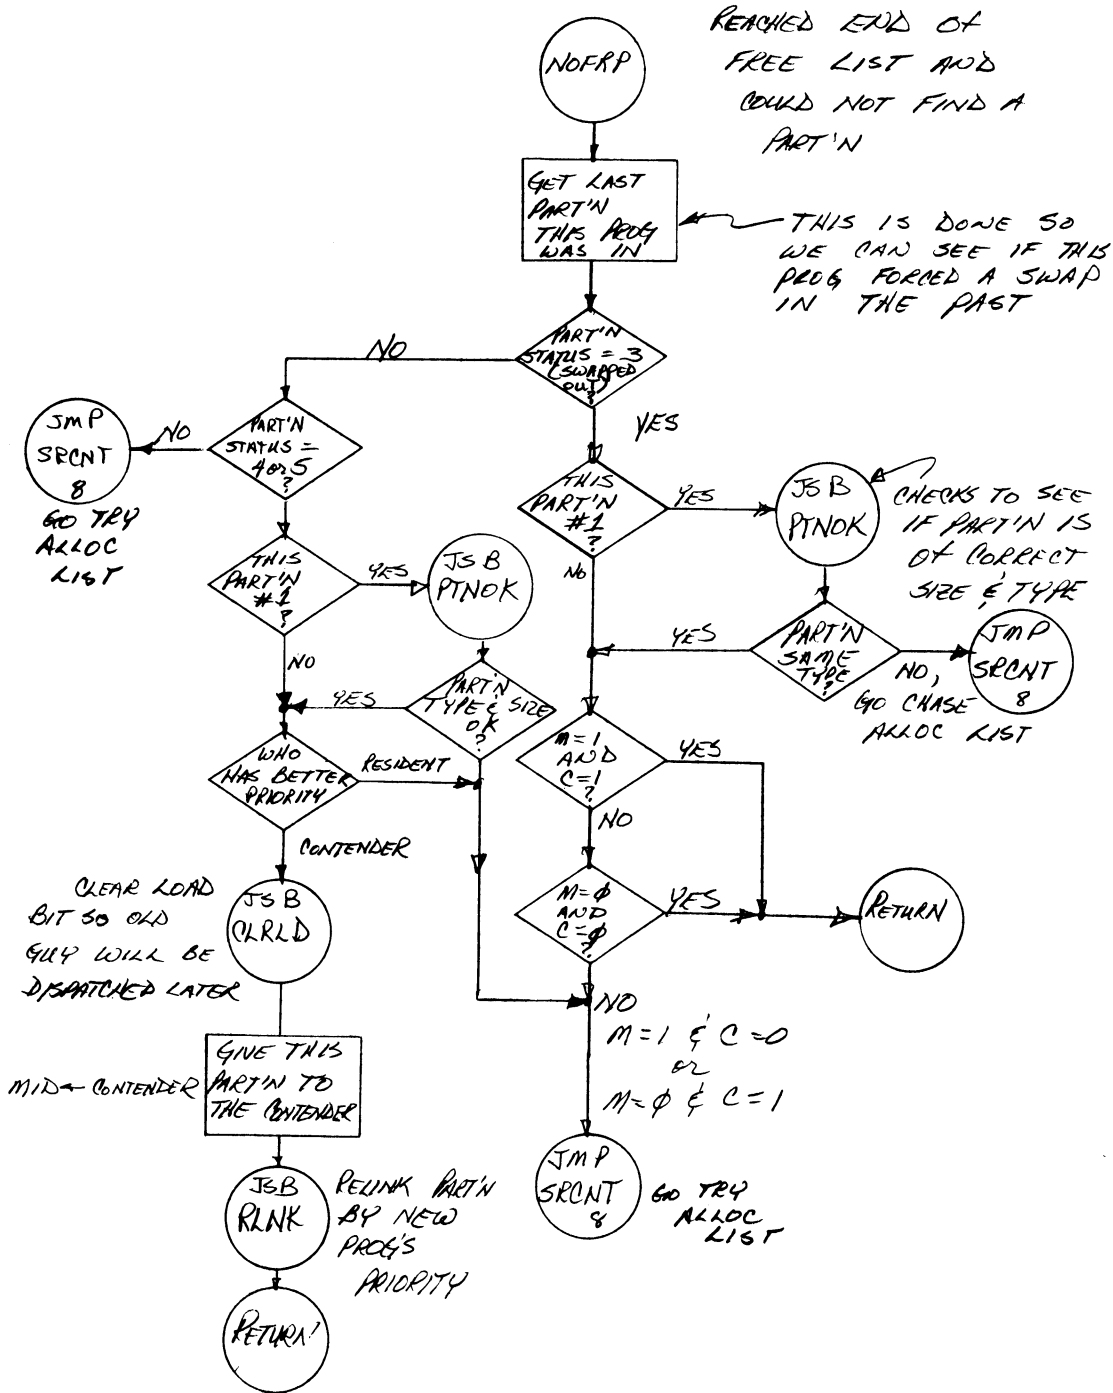 NOFRP
REACHED END OF
FREE LIST AND
COULD NOT FIND A
PART'N
GET LAST
PART'N
THIS PROG
WAS IN
THIS IS DONE SO
WE CAN SEE IF THIS
PROG FORCED A SWAP
IN THE PAST
PART'N
STATUS = 3
(SWAPPED
OUT)
?
NO
YES
PART'N
STATUS =
4 or 5
?
NO
JMP
SRCNT
8
GO TRY
ALLOC
LIST
THIS
PART'N
#1
?
YES
NO
JSB
PTNOK
CHECKS TO SEE
IF PART'N IS
OF CORRECT
SIZE & TYPE
THIS
PART'N
#1
?
YES
NO
JSB
PTNOK
PART'N
SAME
TYPE
?
YES
NO,
GO CHASE
ALLOC LIST
JMP
SRCNT
8
PART'N
TYPE & SIZE
OK
?
YES
M=1
AND
C=1
?
YES
NO
WHO
HAS BETTER
PRIORITY
RESIDENT
CONTENDER
M=φ
AND
C=φ
?
YES
NO
RETURN
CLEAR LOAD
BIT SO OLD
GUY WILL BE
DISPATCHED LATER
JSB
CLRLD
M=1 & C=0
or
M=φ & C=1
MID← CONTENDER
GIVE THIS
PART'N TO
THE CONTENDER
JMP
SRCNT
8
GO TRY
ALLOC
LIST
JSB
RLNK
RELINK PART'N
BY NEW
PROG'S
PRIORITY
RETURN